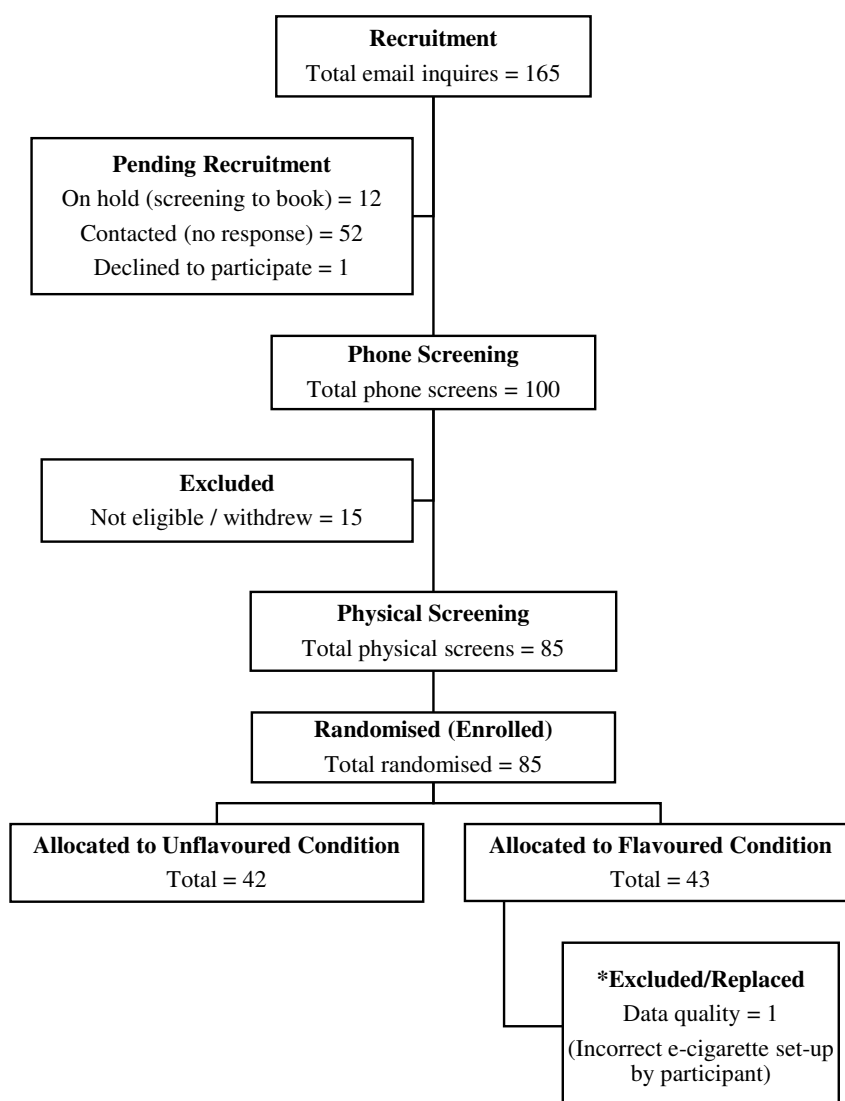 Recruitment
Total email inquires = 165
Pending Recruitment
On hold (screening to book) = 12
Contacted (no response) = 52
Declined to participate = 1
Phone Screening
Total phone screens = 100
Excluded
Not eligible / withdrew = 15
Physical Screening
Total physical screens = 85
Randomised (Enrolled)
Total randomised = 85
Allocated to Unflavoured Condition
Total = 42
Allocated to Flavoured Condition
Total = 43
*Excluded/Replaced
Data quality = 1
(Incorrect e-cigarette set-up
by participant)